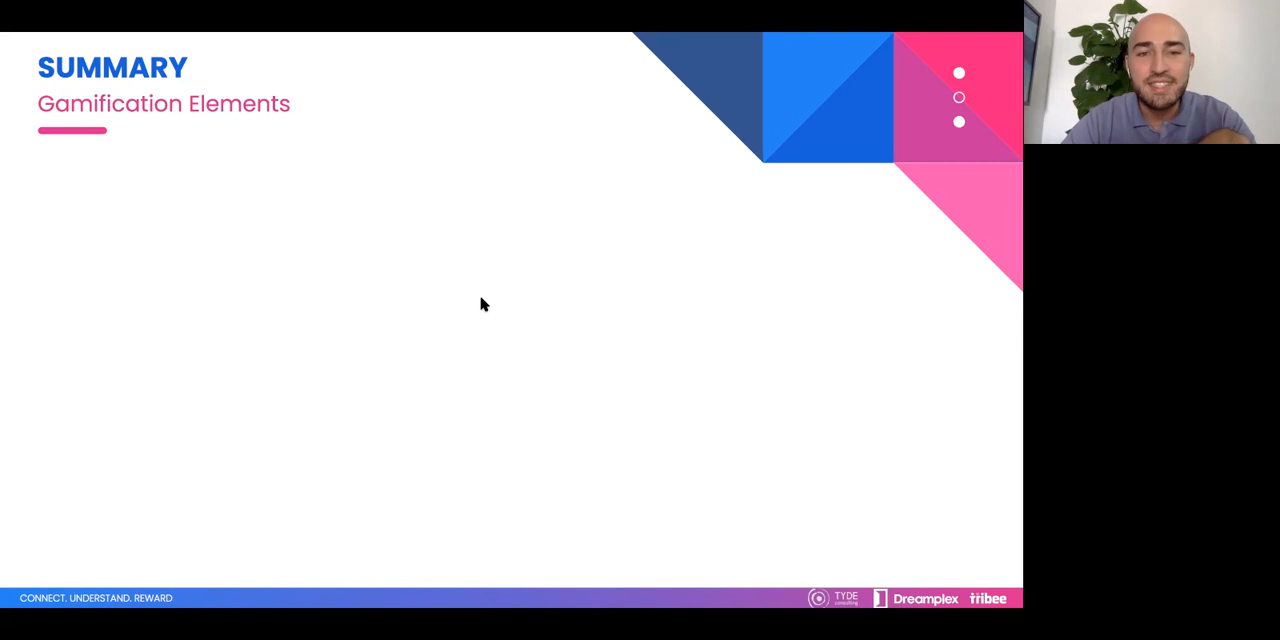 SUMMARY
Gamification Elements
CONNECT. UNDERSTAND. REWARD
TYDE
consulting
Dreamplex
tribee